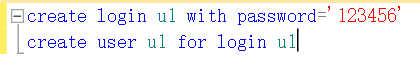 create login u1 with password='123456'
create user u1 for login u1